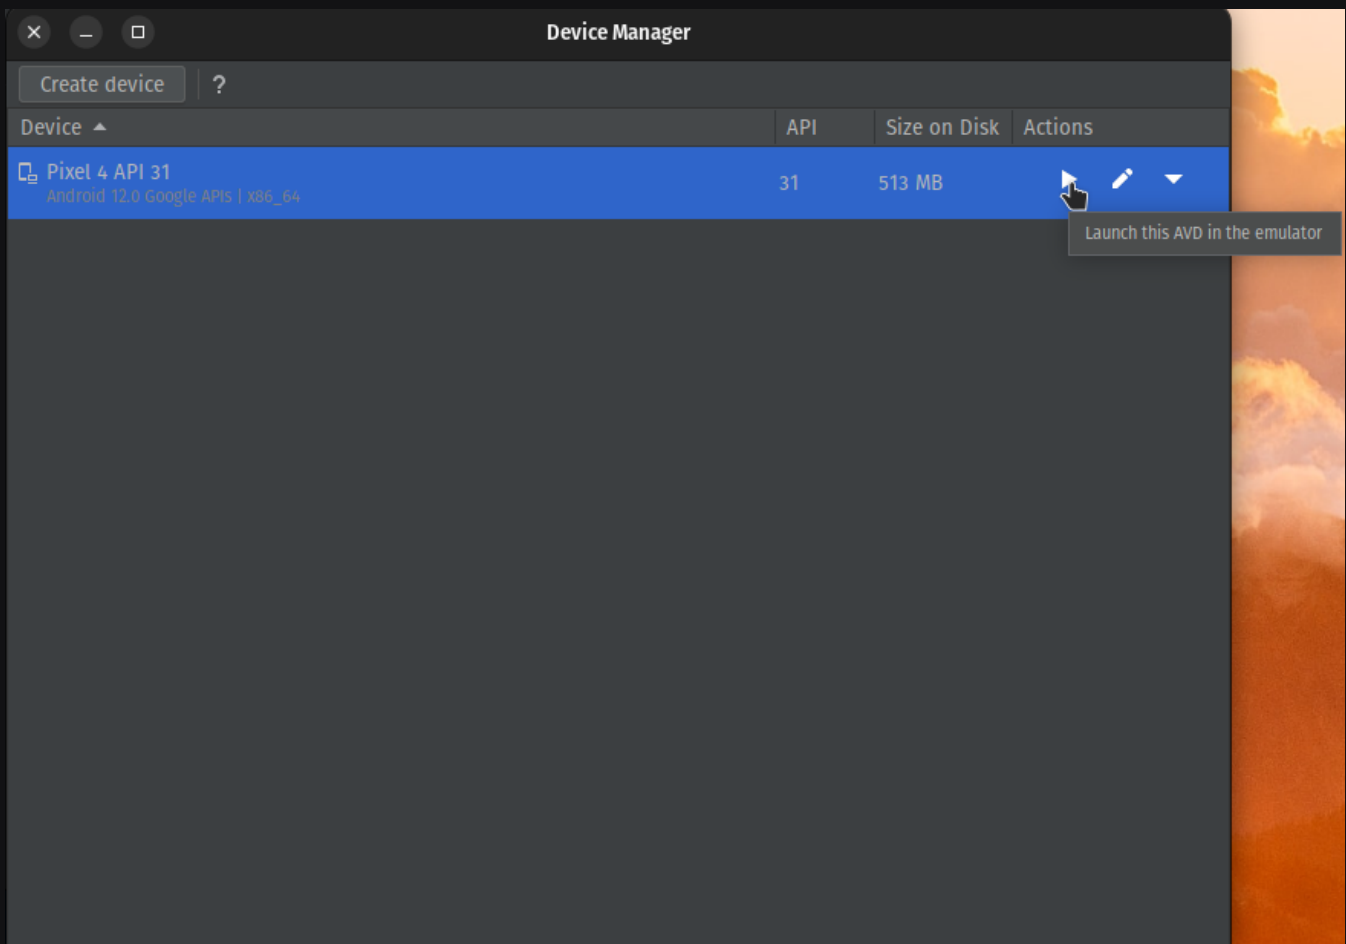 Device Manager
Create device ?
Device API Size on Disk Actions
Pixel 4 API 31
Android 12.0 Google APIs | x86_64
31 513 MB
Launch this AVD in the emulator